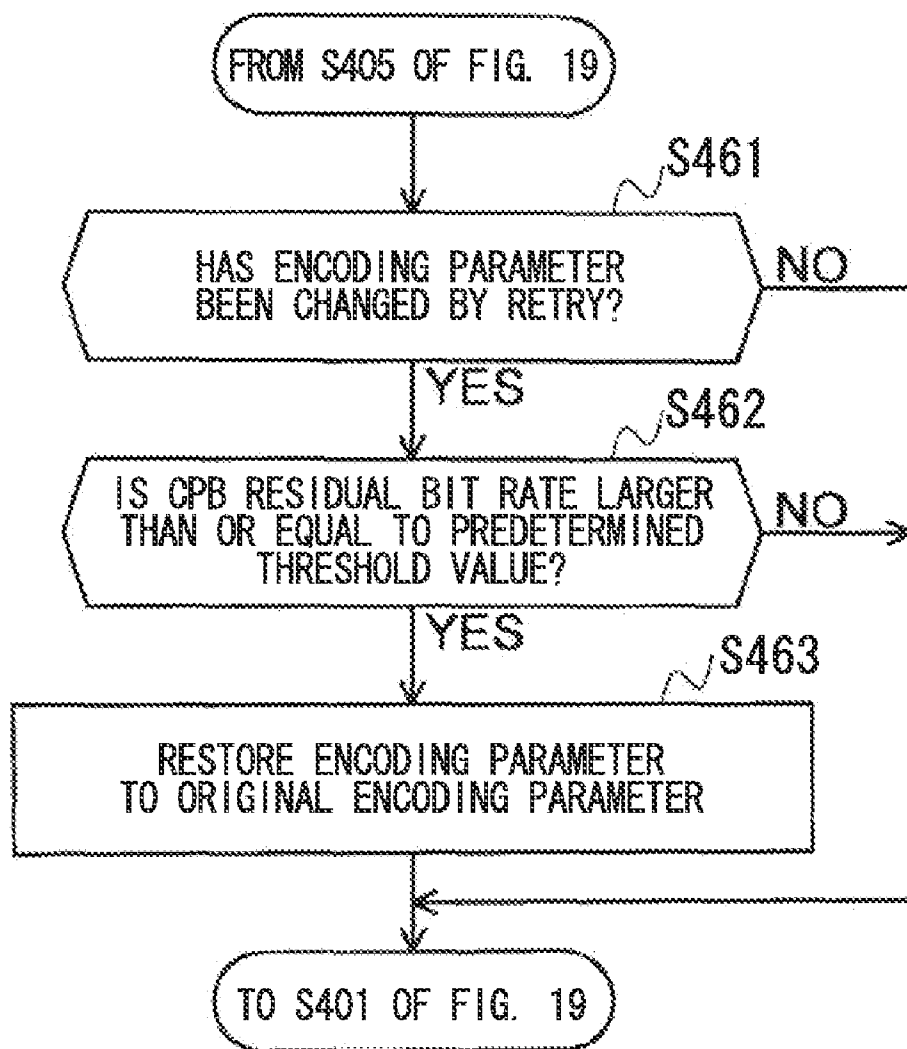 FROM S405 OF FIG. 19
S461
HAS ENCODING PARAMETER
BEEN CHANGED BY RETRY?
NO
YES
S462
IS CPB RESIDUAL BIT RATE LARGER
THAN OR EQUAL TO PREDETERMINED
THRESHOLD VALUE?
NO
YES
S463
RESTORE ENCODING PARAMETER
TO ORIGINAL ENCODING PARAMETER
TO S401 OF FIG. 19